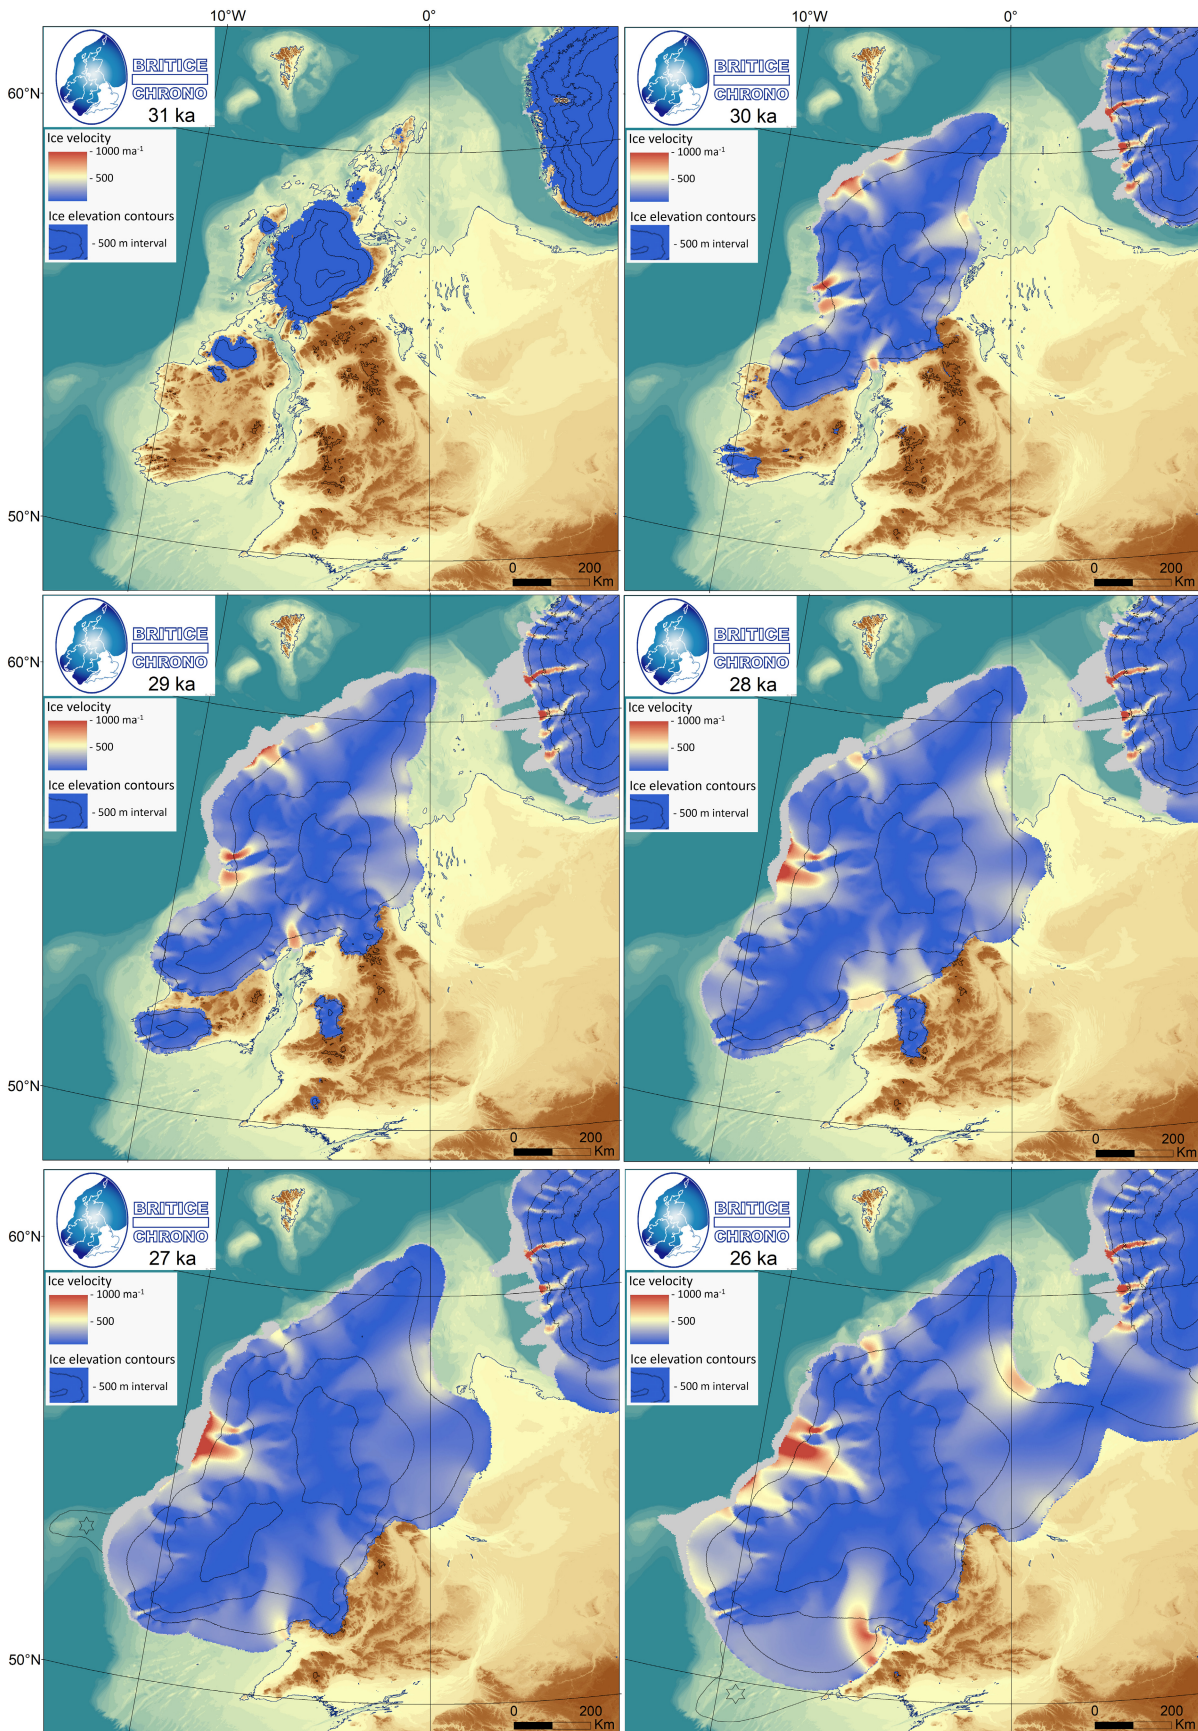 10°W
0°
10°W
0°
60°N
BRITICE
CHRONO
31 ka
Ice velocity
- 1000 ma-1
- 500
Ice elevation contours
- 500 m interval
50°N
0 200
Km
BRITICE
CHRONO
30 ka
Ice velocity
- 1000 ma-1
- 500
Ice elevation contours
- 500 m interval
0 200
Km
60°N
BRITICE
CHRONO
29 ka
Ice velocity
- 1000 ma-1
- 500
Ice elevation contours
- 500 m interval
50°N
0 200
Km
BRITICE
CHRONO
28 ka
Ice velocity
- 1000 ma-1
- 500
Ice elevation contours
- 500 m interval
0 200
Km
60°N
BRITICE
CHRONO
27 ka
Ice velocity
- 1000 ma-1
- 500
Ice elevation contours
- 500 m interval
50°N
0 200
Km
BRITICE
CHRONO
26 ka
Ice velocity
- 1000 ma-1
- 500
Ice elevation contours
- 500 m interval
0 200
Km